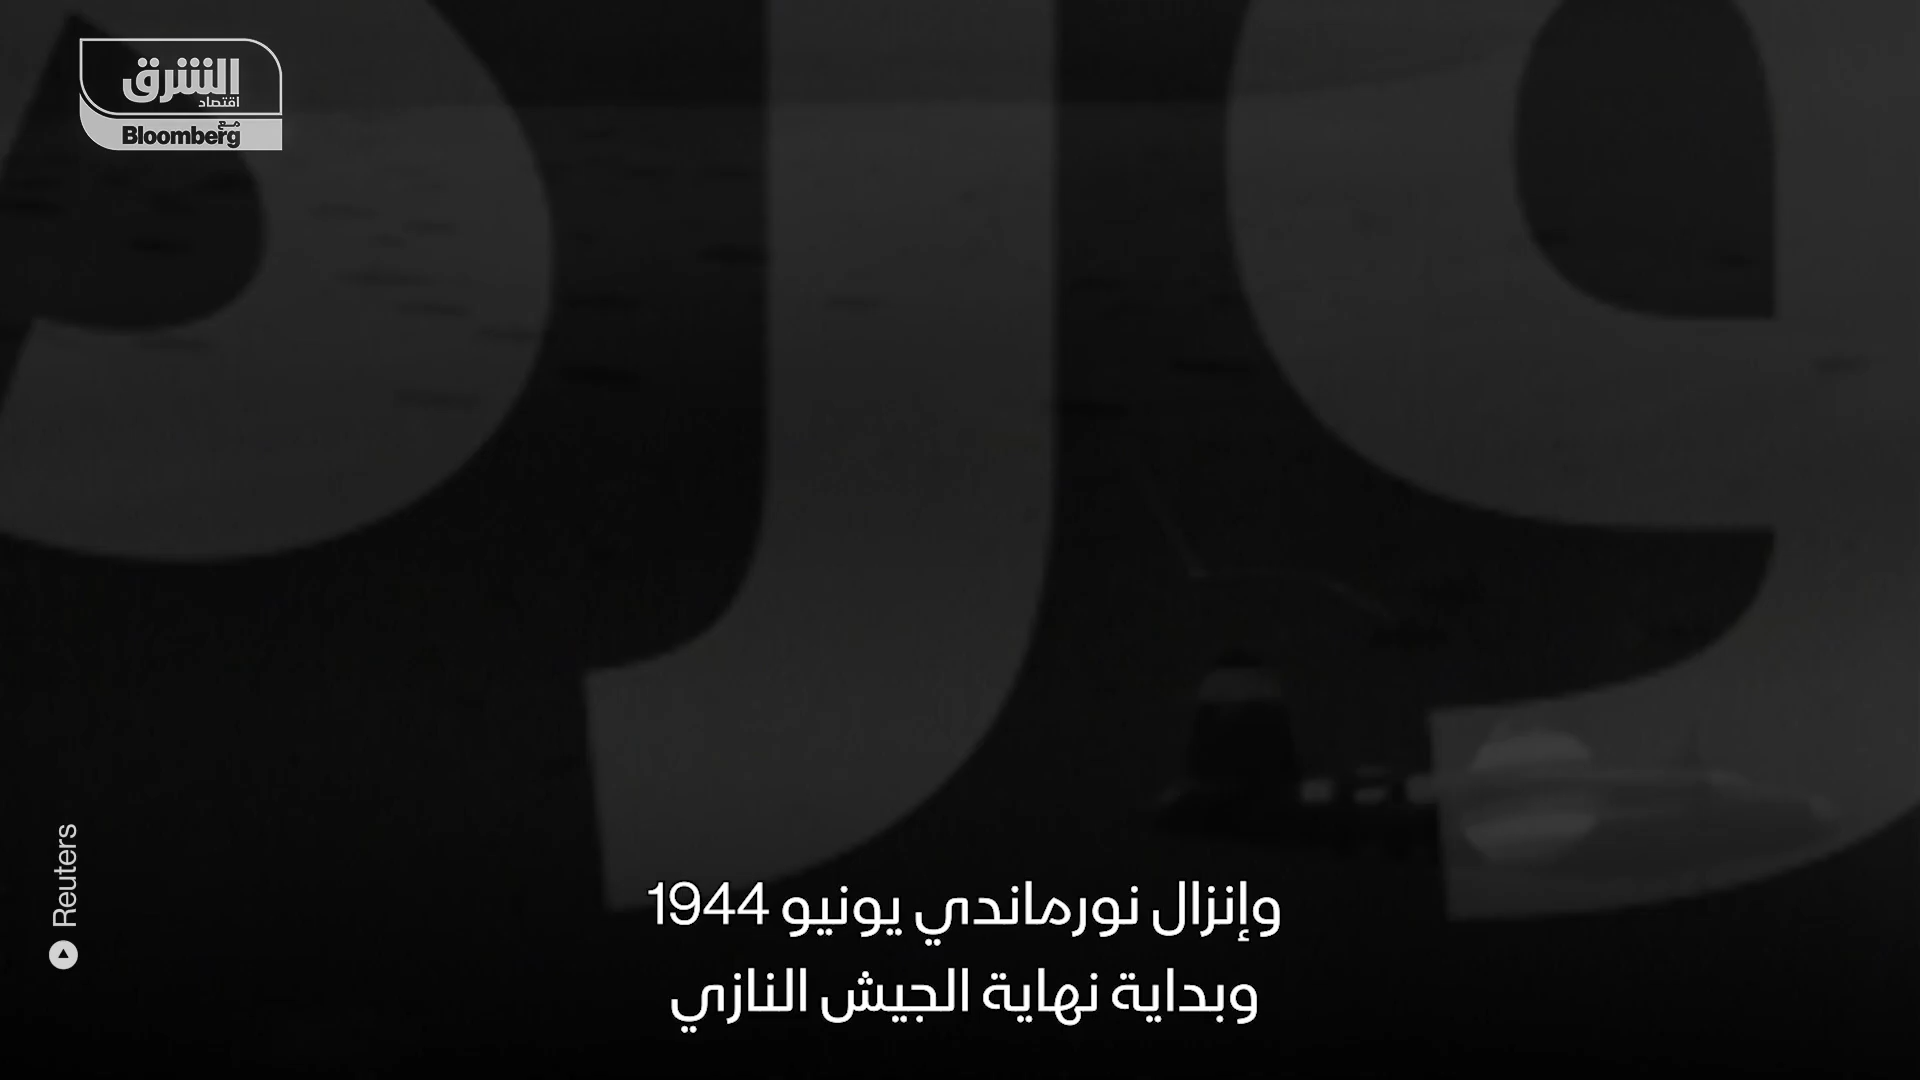 الشرق
اقتصاد
مع
Bloomberg
Reuters
وإنزال نورماندي يونيو 1944
وبداية نهاية الجيش النازي